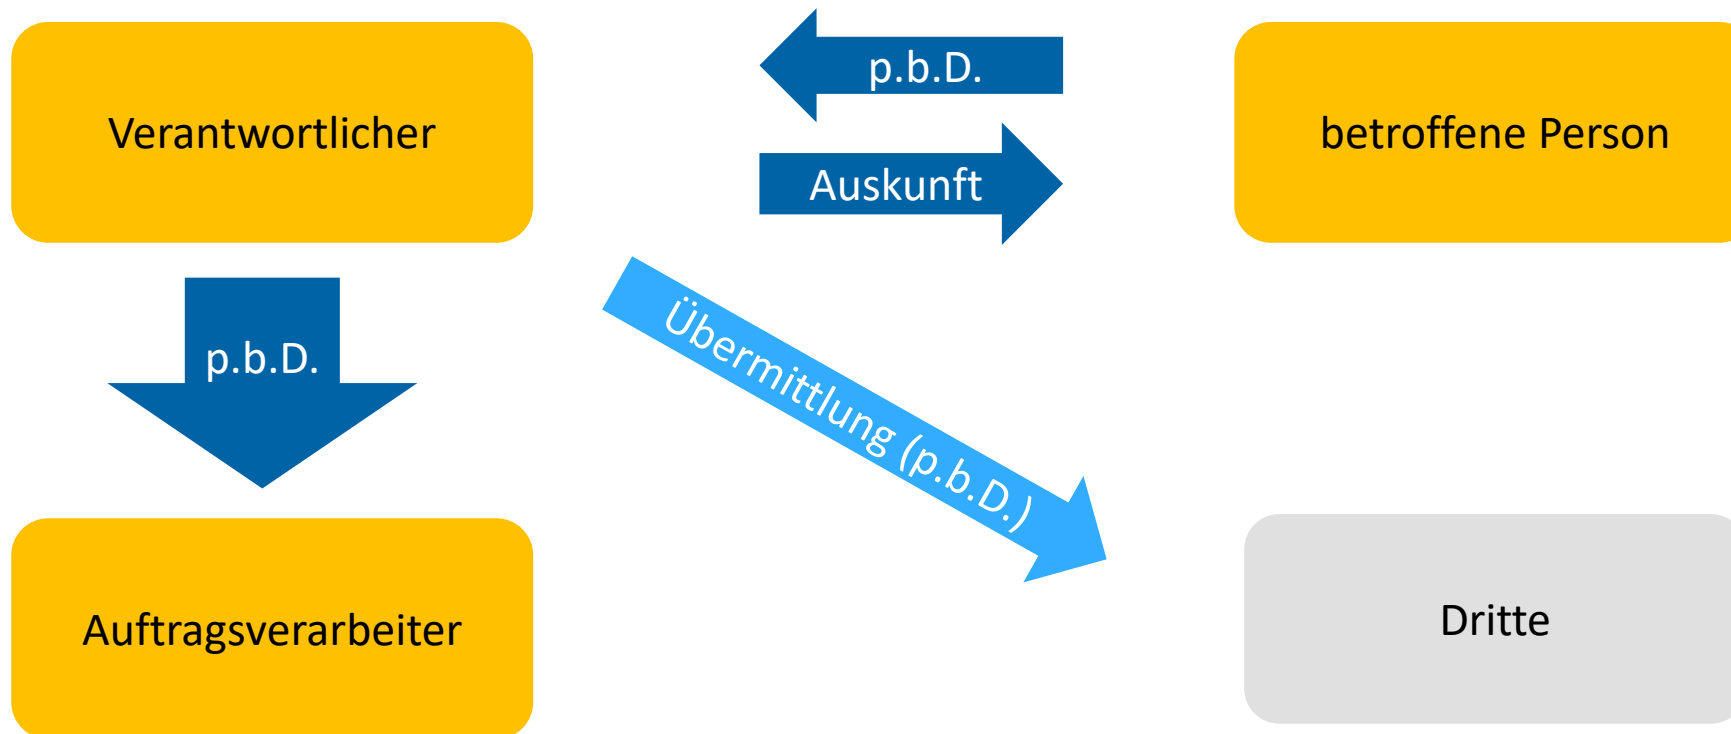 Verantwortlicher
p.b.D.
Auskunft
betroffene Person
p.b.D.
Übermittlung (p.b.D.)
Auftragsverarbeiter
Dritte